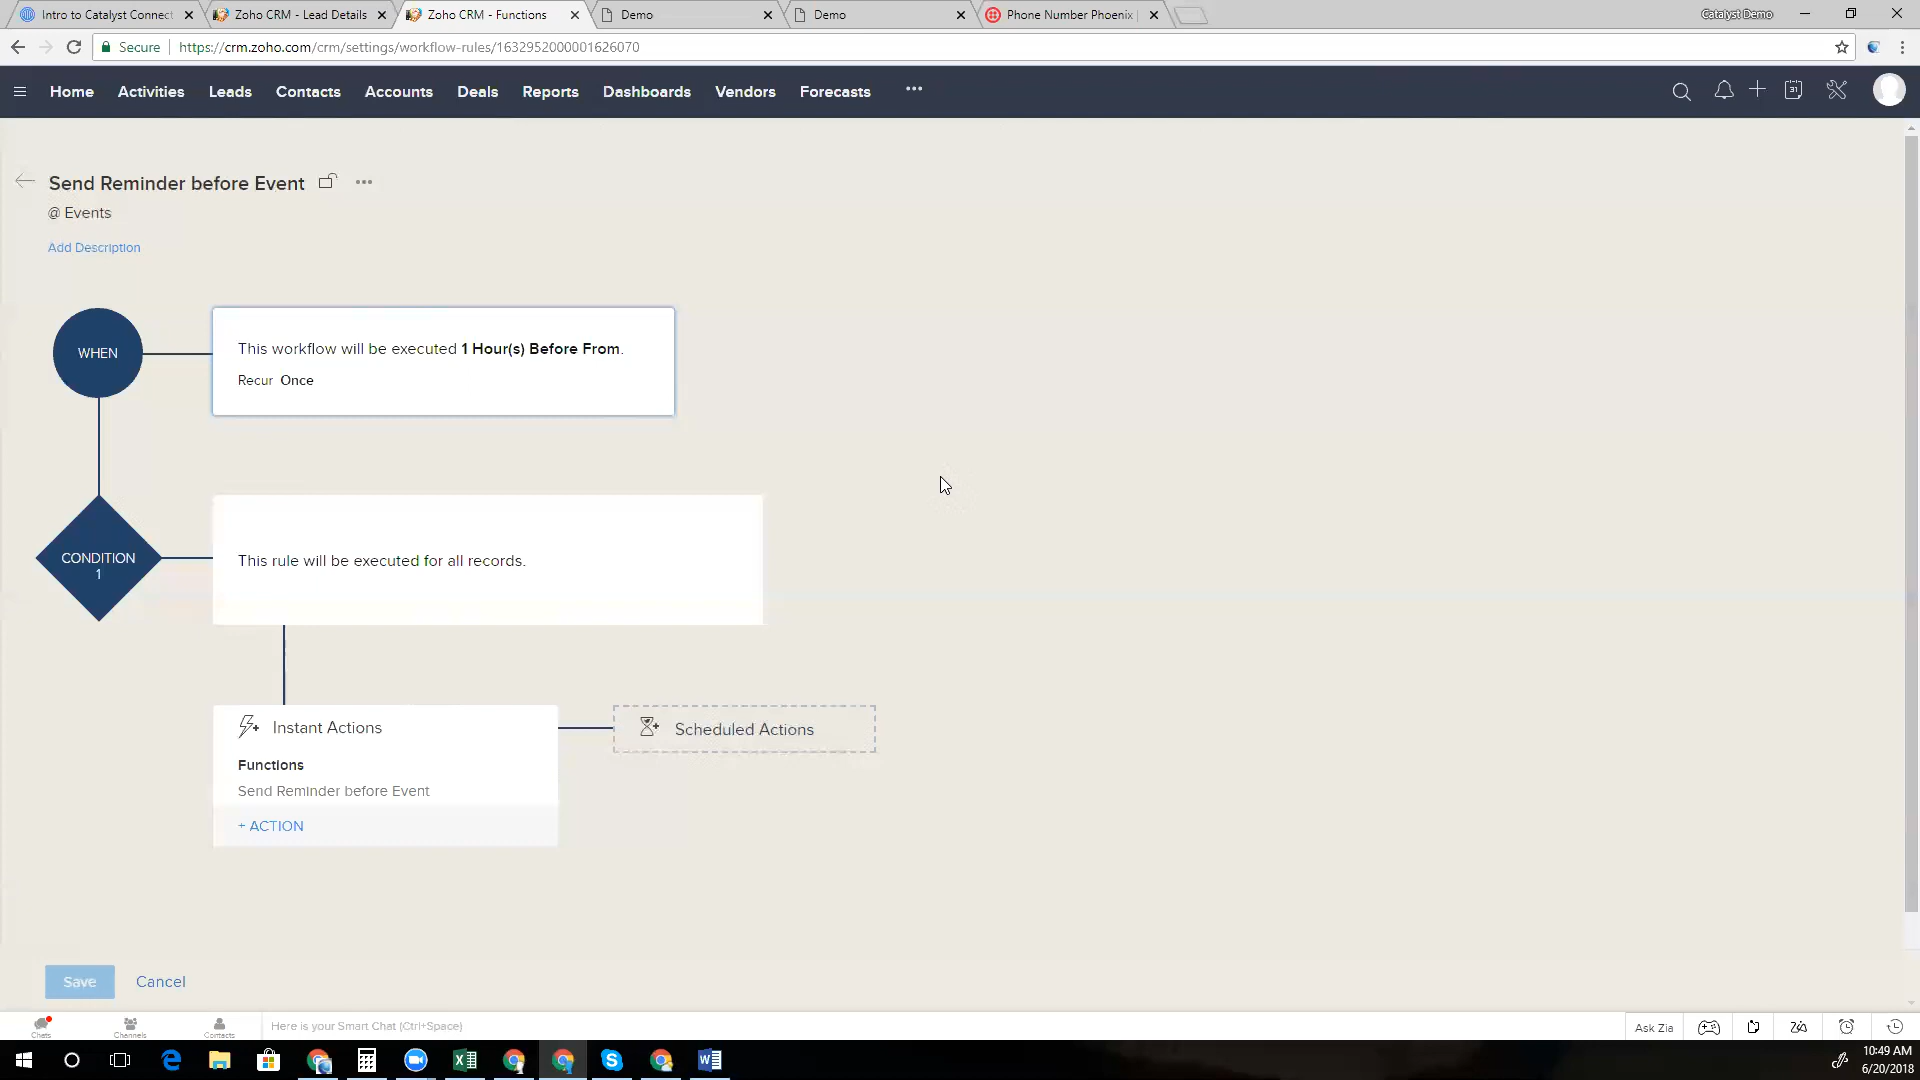 Intro to Catalyst Connect
Zoho CRM - Lead Details
Zoho CRM - Functions
Demo
Demo
Phone Number Phoenix
Catalyst Demo
Secure
https://crm.zoho.com/crm/settings/workflow-rules/1632952000001626070
Home
Activities
Leads
Contacts
Accounts
Deals
Reports
Dashboards
Vendors
Forecasts
...
31
Send Reminder before Event
@ Events
Add Description
WHEN
This workflow will be executed 1 Hour(s) Before From.
Recur Once
CONDITION
1
This rule will be executed for all records.
Instant Actions
Scheduled Actions
Functions
Send Reminder before Event
+ ACTION
Save
Cancel
Chats
Channels
Contacts
Here is your Smart Chat (Ctrl+Space)
Ask Zia
10:49 AM
6/20/2018